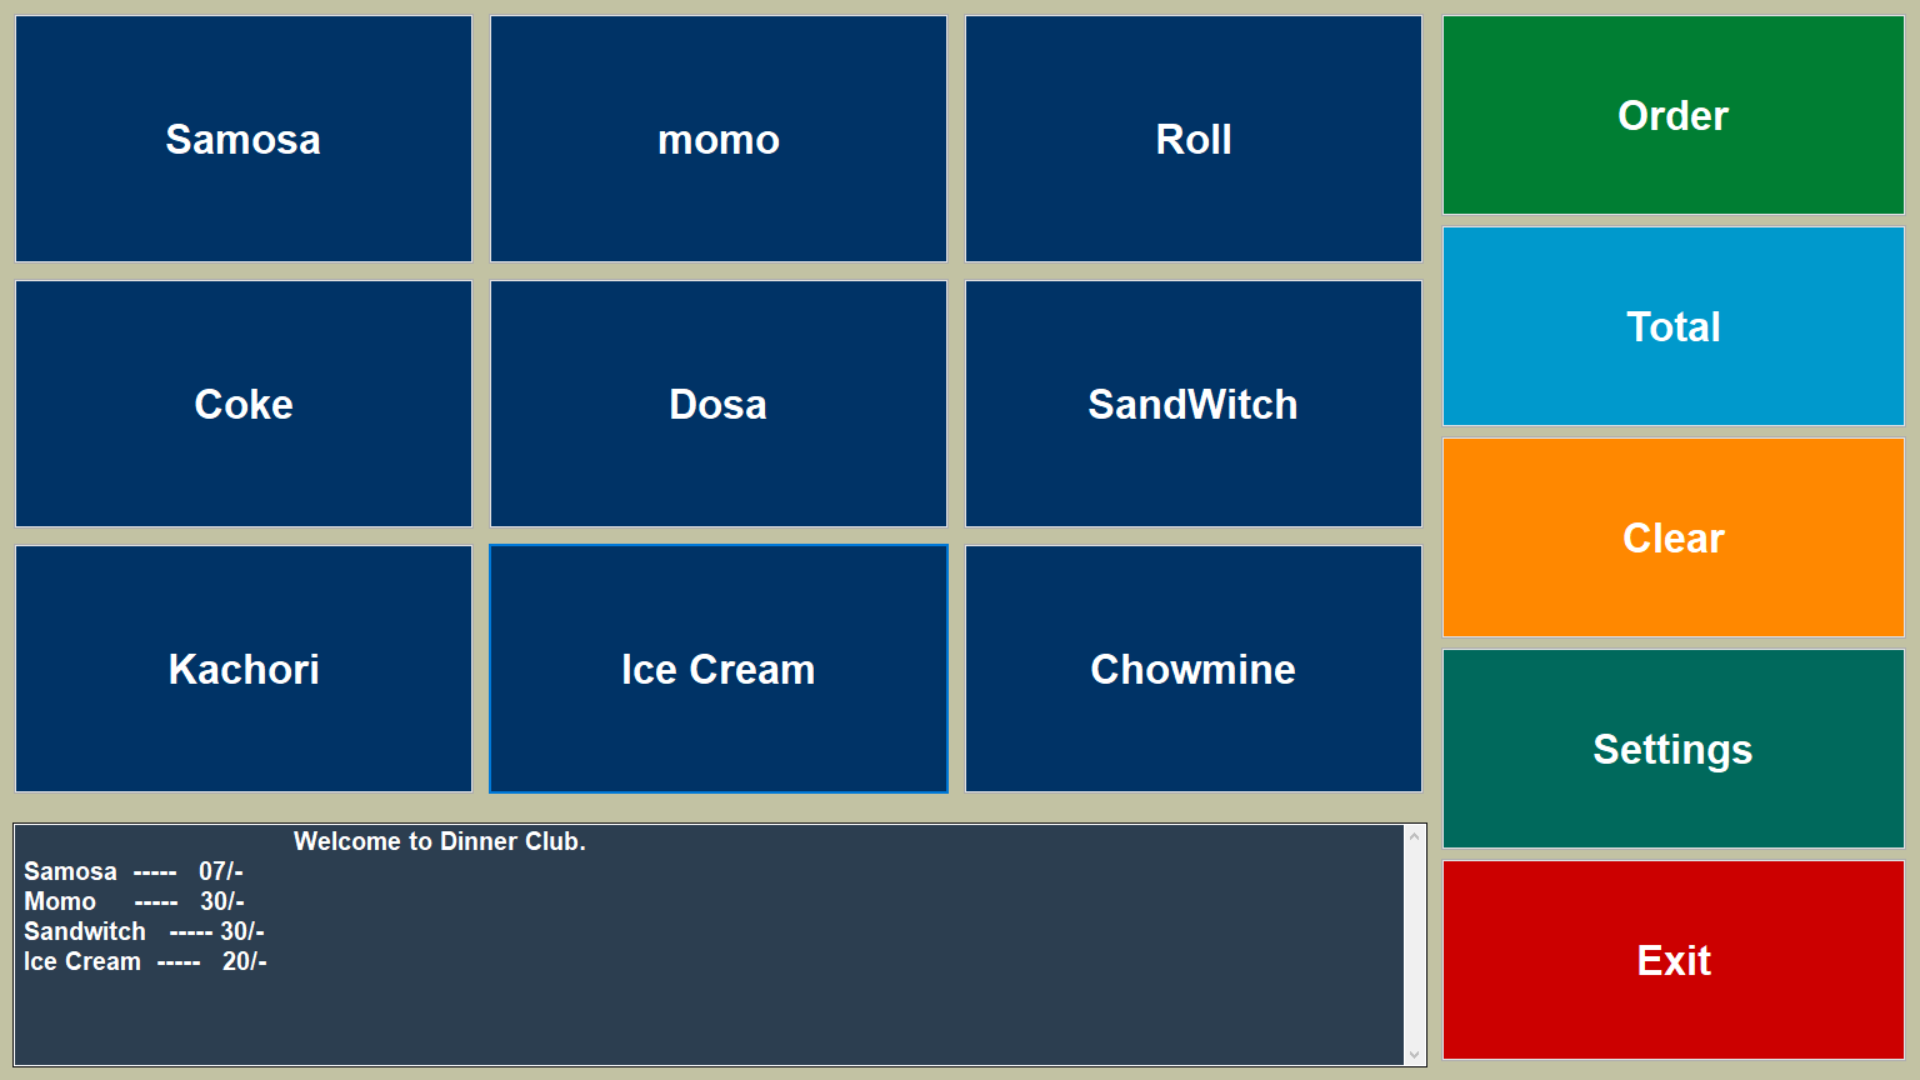 Samosa
momo
Roll
Order
Coke
Dosa
SandWitch
Total
Kachori
Ice Cream
Chowmine
Clear
Settings
Exit
Welcome to Dinner Club.
Samosa ----- 07/-
Momo ----- 30/-
Sandwitch ----- 30/-
Ice Cream ----- 20/-